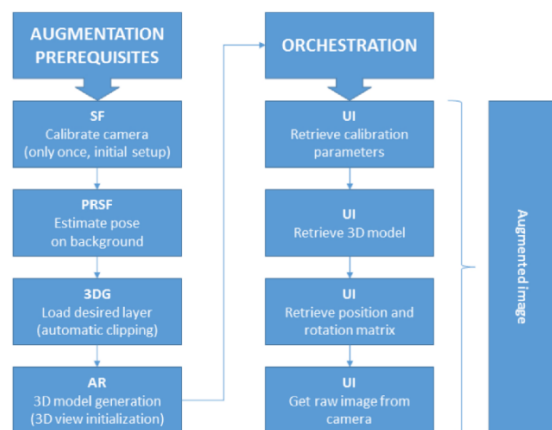 AUGMENTATION
PREREQUISITES
SF
Calibrate camera
(only once, initial setup)
PRSF
Estimate pose
on background
3DG
Load desired layer
(automatic clipping)
AR
3D model generation
(3D view initialization)
ORCHESTRATION
UI
Retrieve calibration
parameters
UI
Retrieve 3D model
UI
Retrieve position and
rotation matrix
UI
Get raw image from
camera
Augmented image